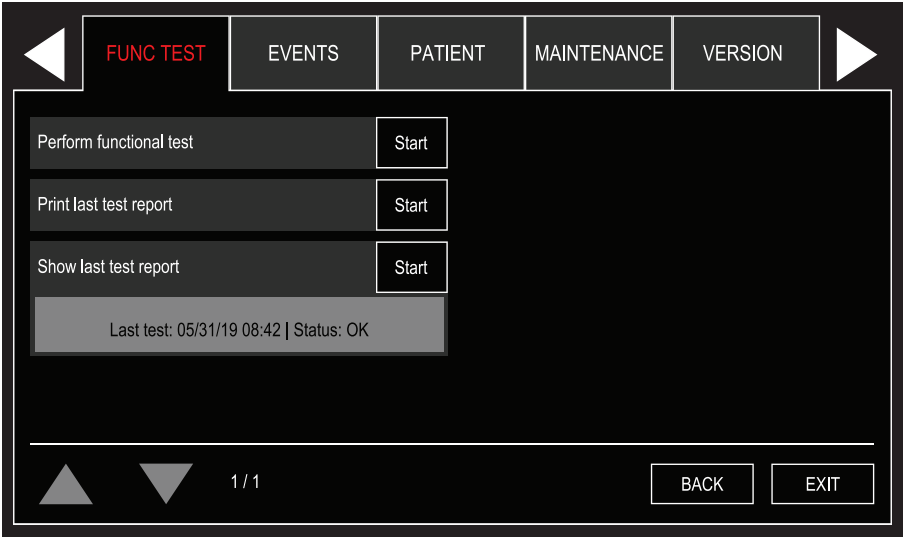 FUNC TEST EVENTS PATIENT MAINTENANCE VERSION
Perform functional test Start
Print last test report Start
Show last test report Start
Last test: 05/31/19 08:42 | Status: OK
1 / 1 BACK EXIT